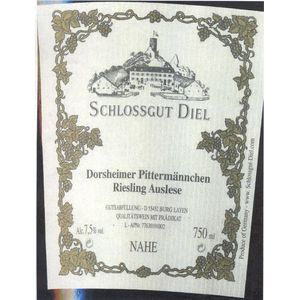 SCHLOSSGUT DIEL
Dorsheimer Pittermännchen
Riesling Auslese
GUTSABFÜLLUNG - D 55452 BURG LAYEN
QUALITÄTSWEIN MIT PRÄDIKAT
Alc. 7,5% vol.
750 ml
NAHE
Produce of Germany - www.Schlossgut-Diel.com